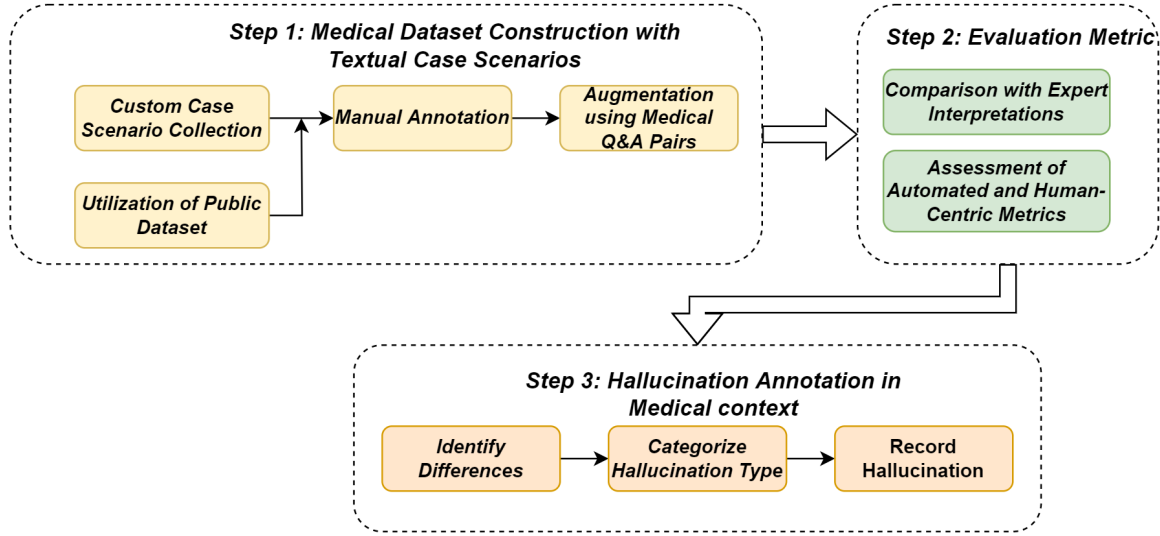 Step 1: Medical Dataset Construction with
Textual Case Scenarios
Custom Case
Scenario Collection
Manual Annotation
Augmentation
using Medical
Q&A Pairs
Utilization of Public
Dataset
Step 2: Evaluation Metric
Comparison with Expert
Interpretations
Assessment of
Automated and Human-
Centric Metrics
Step 3: Hallucination Annotation in
Medical context
Identify
Differences
Categorize
Hallucination Type
Record
Hallucination